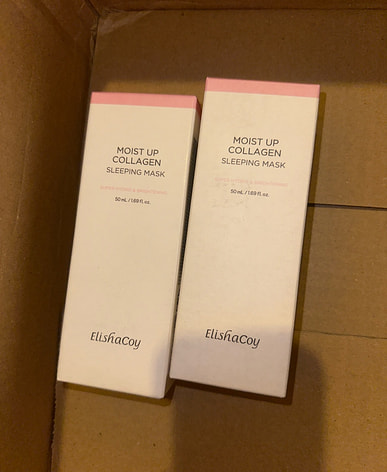 MOIST UP
COLLAGEN
SLEEPING MASK
50 mL / 1.69 fl. oz.
ElishaCoy
MOIST UP
COLLAGEN
SLEEPING MASK
50 mL / 1.69 fl. oz.
ElishaCoy